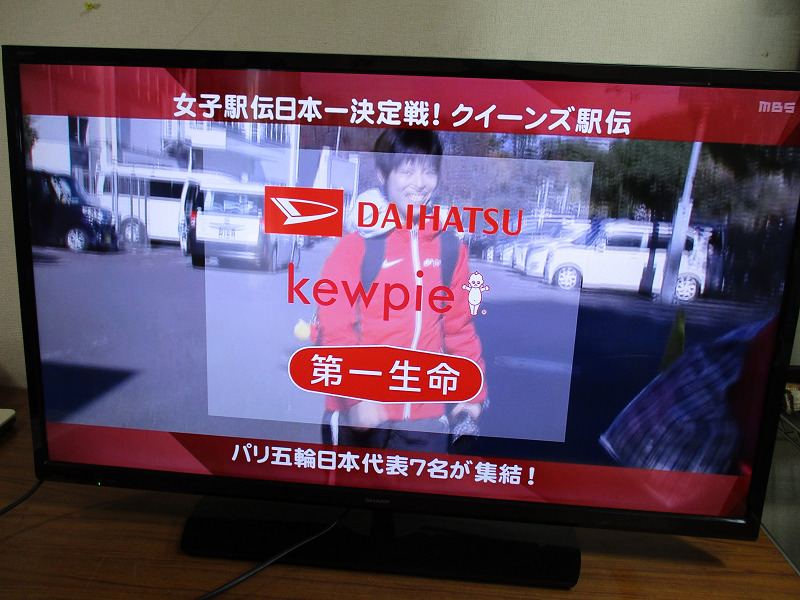 女子駅伝日本一決定戦！クイーンズ駅伝
MBS
DAIHATSU
kewpie
第一生命
パリ五輪日本代表7名が集結！
SHARP